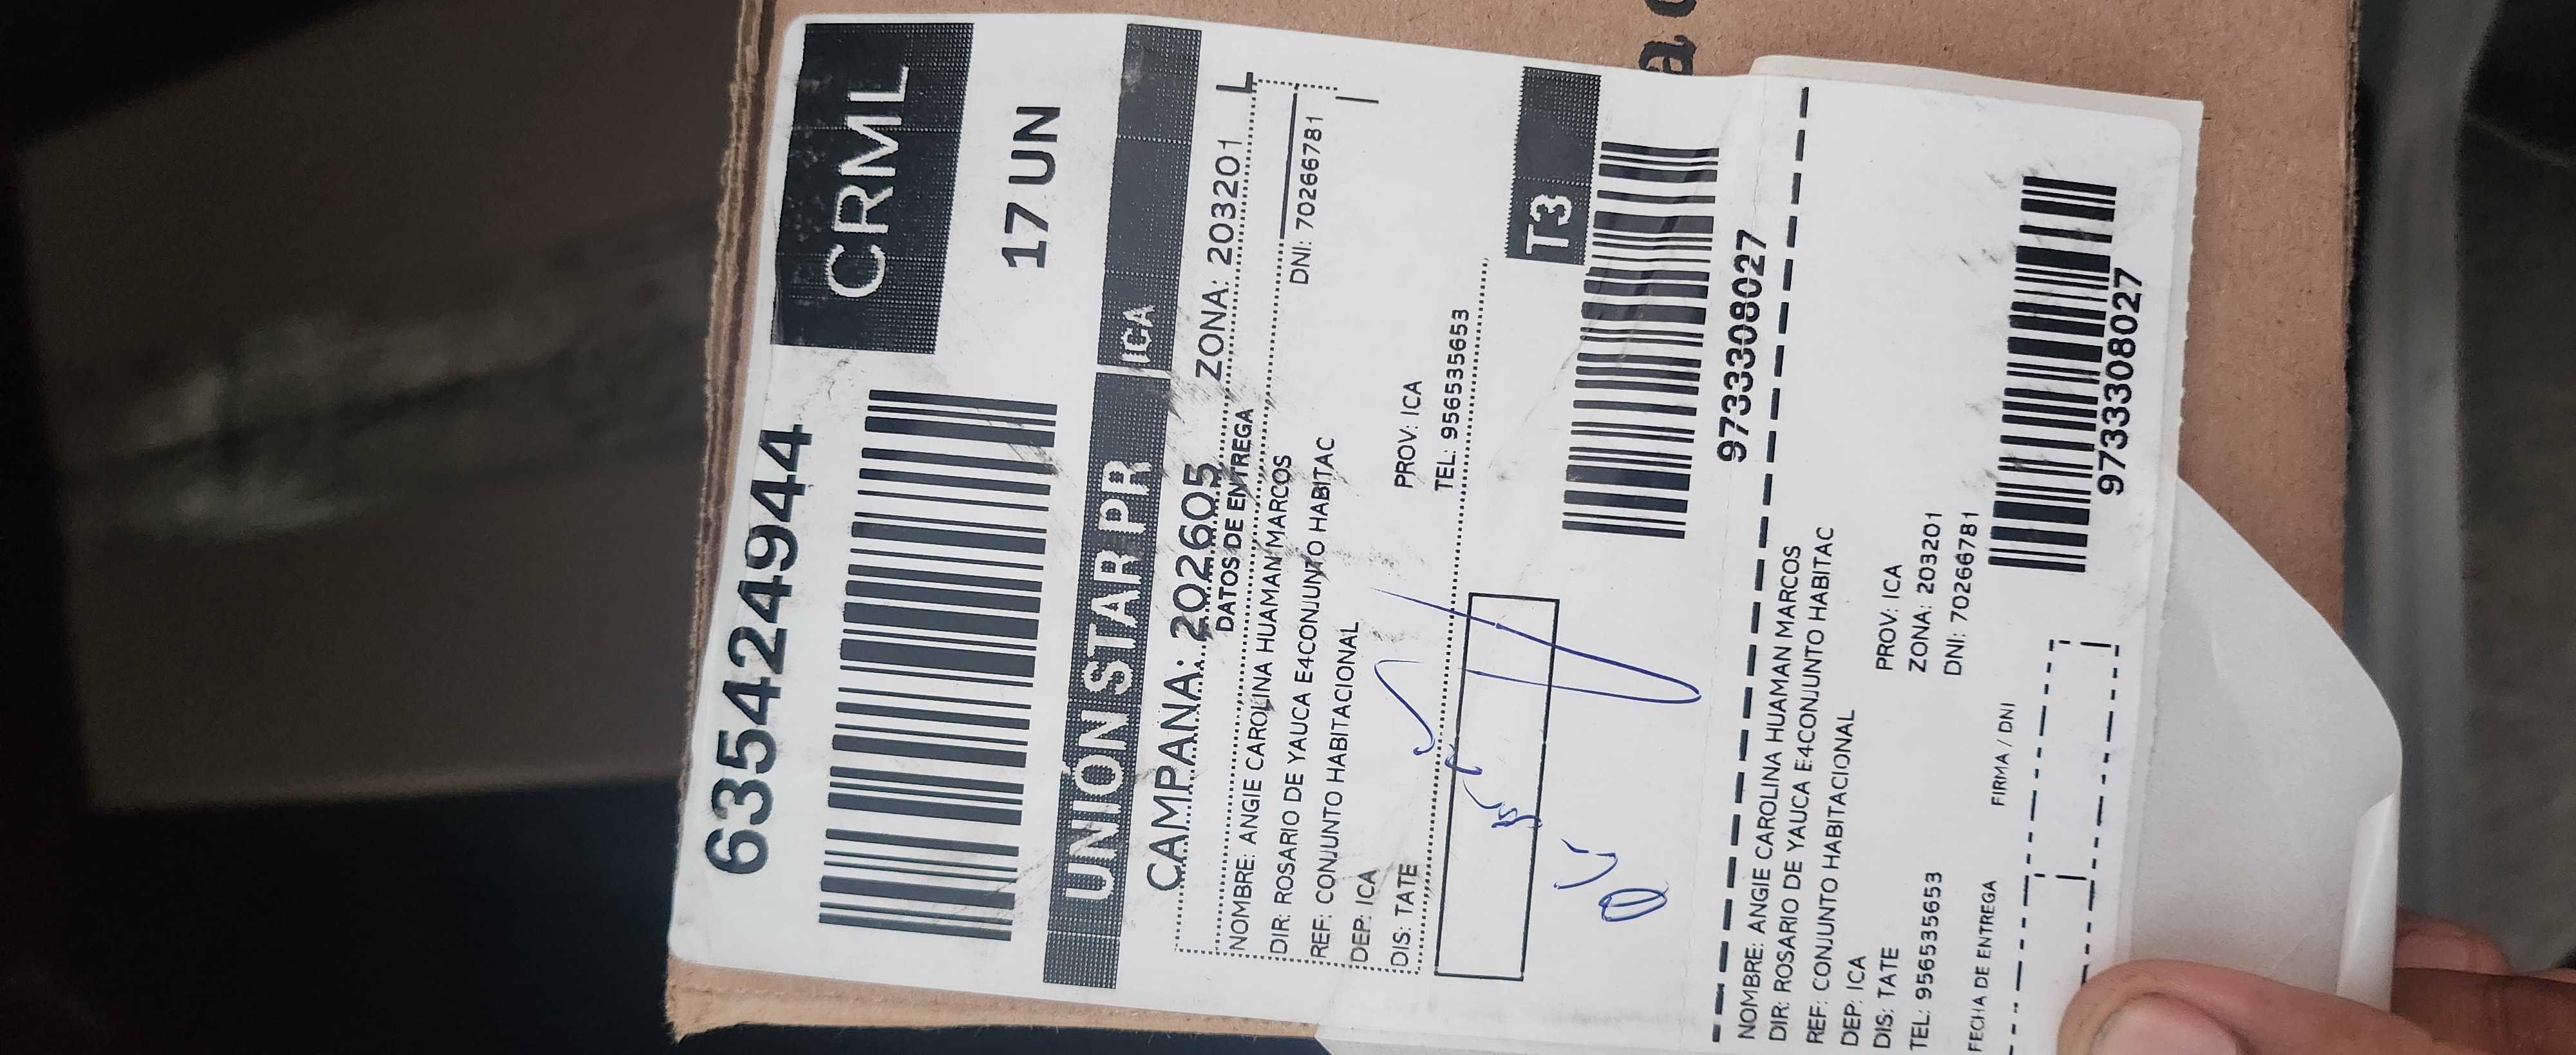 CRML
6354424944
17 UN
UNIÓN STAR PR ICA
CAMPANA: 202605 ZONA: 203201 L
DATOS DE ENTREGA
NOMBRE: ANGIE CAROLINA HUAMAN MARCOS
DIR: ROSARIO DE YAUCA E4CONJUNTO HABITAC
REF: CONJUNTO HABITACIONAL DNI: 70266781
DEP: ICA PROV: ICA
DIS: TATE TEL: 956535653
T3
9733308027
NOMBRE: ANGIE CAROLINA HUAMAN MARCOS
DIR: ROSARIO DE YAUCA E4CONJUNTO HABITAC
REF: CONJUNTO HABITACIONAL
DEP: ICA PROV: ICA
DIS: TATE ZONA: 203201
TEL: 956535653 DNI: 70266781
FECHA DE ENTREGA FIRMA / DNI
9733308027